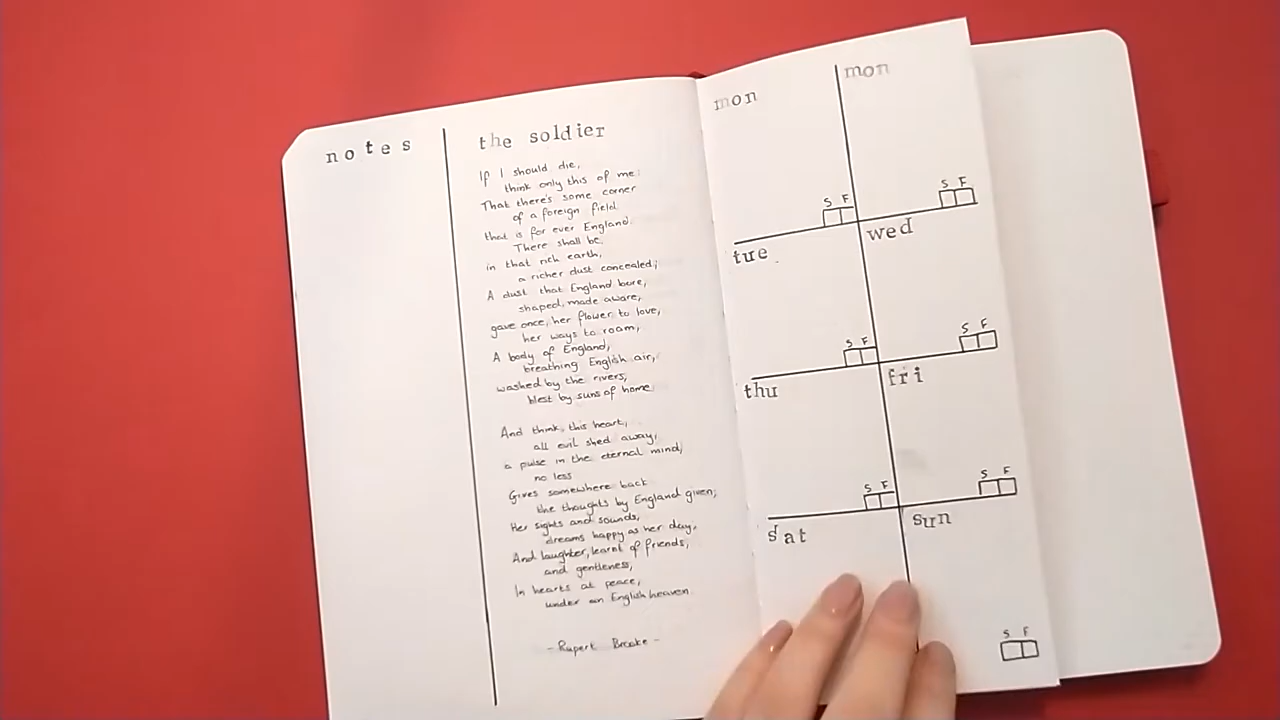 notes
the soldier
If I should die,
think only this of me:
That there's some corner
of a foreign field
that is for ever England.
There shall be
in that rich earth,
a richer dust concealed;
A dust that England bore,
shaped, made aware,
gave once, her flower to love,
her ways to roam,
A body of England,
breathing English air,
washed by the rivers,
blest by suns of home.
And think, this heart,
all evil shed away,
a pulse in the eternal mind,
no less
Gives somewhere back
the thoughts by England given;
Her sights and sounds,
dreams happy as her day,
And laughter, learnt of friends,
and gentleness,
In hearts at peace,
under an English heaven.
- Rupert Brooke -
mon
mon
S F
S F
tue
wed
S F
S F
thu
fri
S F
S F
sat
sun
S F